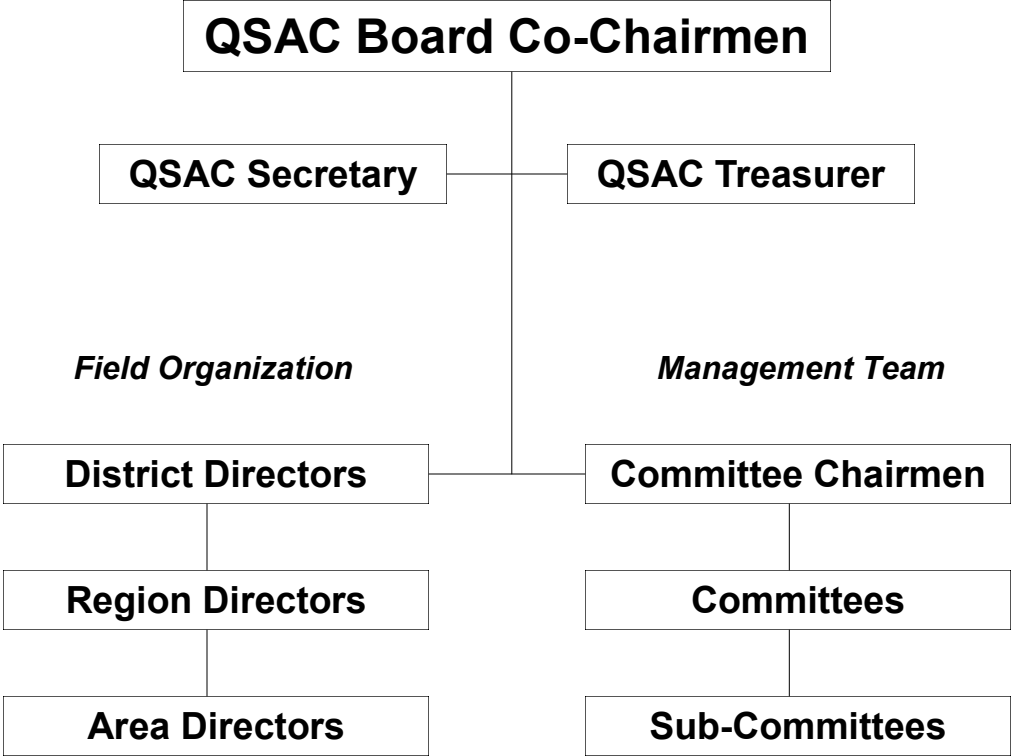 QSAC Board Co-Chairmen
QSAC Secretary
QSAC Treasurer
Field Organization
Management Team
District Directors
Committee Chairmen
Region Directors
Committees
Area Directors
Sub-Committees